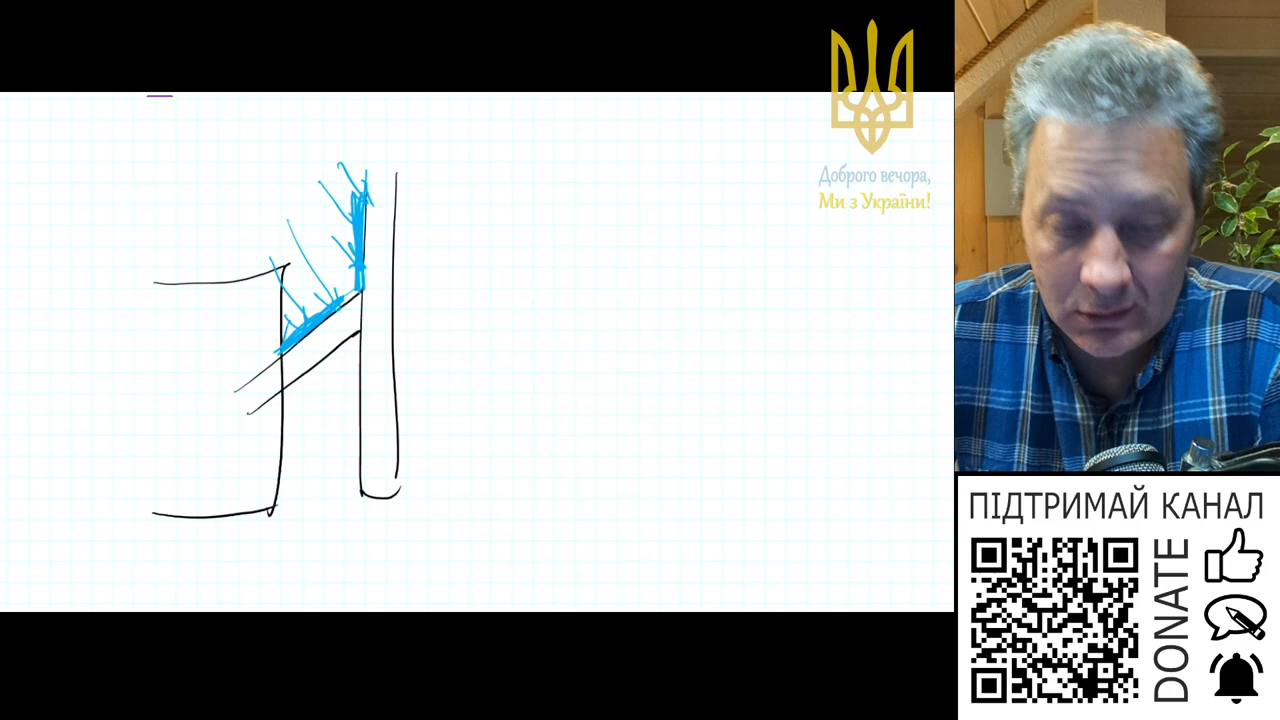 Доброго вечора,
Ми з України!
ПІДТРИМАЙ КАНАЛ
DONATE